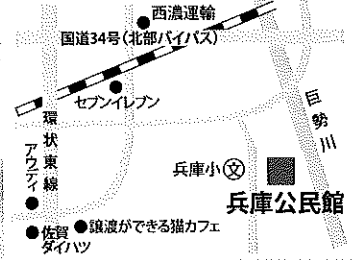 西濃運輸
国道34号(北部バイパス)
セブンイレブン
環状東線
アウディ
巨勢川
兵庫小
文
兵庫公民館
譲渡ができる猫カフェ
佐賀
ダイハツ